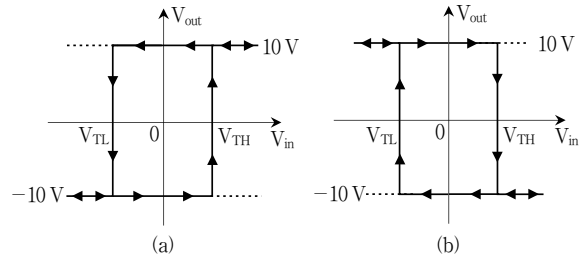 V_out
10 V
V_TL
0
V_TH
V_in
−10 V
(a)
V_out
10 V
V_TL
0
V_TH
V_in
−10 V
(b)